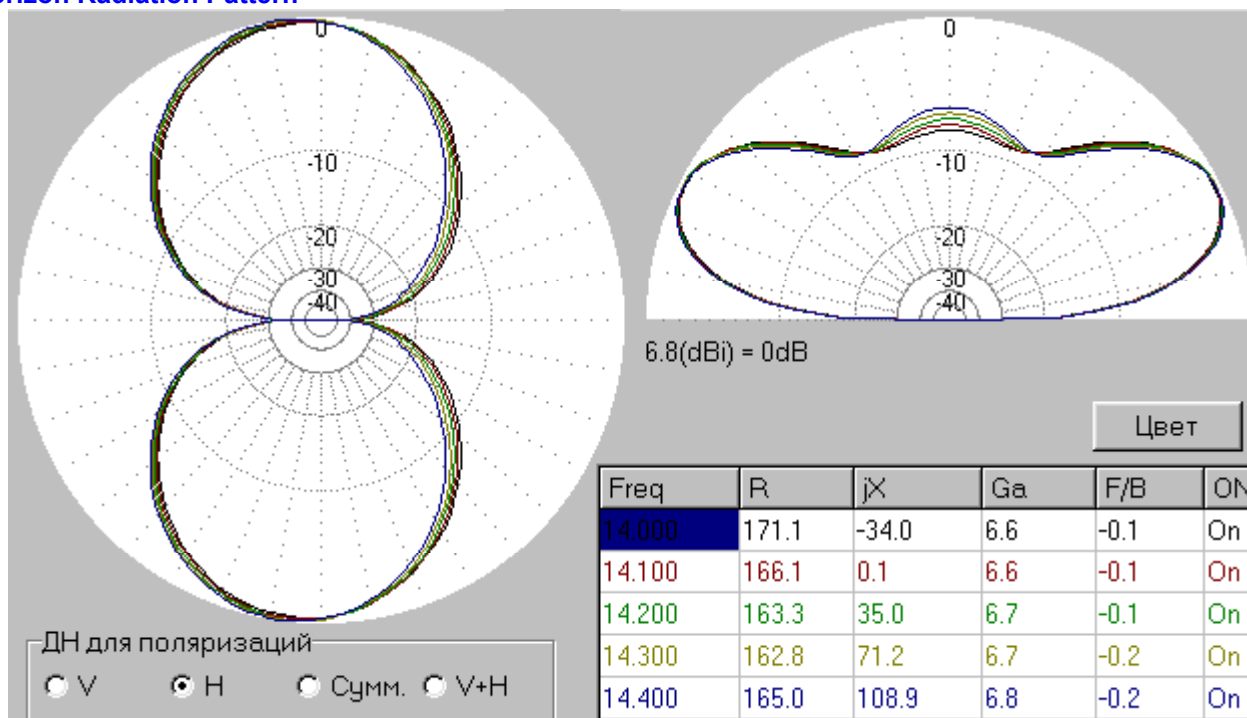 0
-10
-20
-30
-40
0
-10
-20
-30
-40
6.8(dBi) = 0dB
Цвет
Freq R jX Ga F/B ON
14.000 171.1 -34.0 6.6 -0.1 On
14.100 166.1 0.1 6.6 -0.1 On
14.200 163.3 35.0 6.7 -0.1 On
14.300 162.8 71.2 6.7 -0.2 On
14.400 165.0 108.9 6.8 -0.2 On
ДН для поляризаций
V H Сумм. V+H